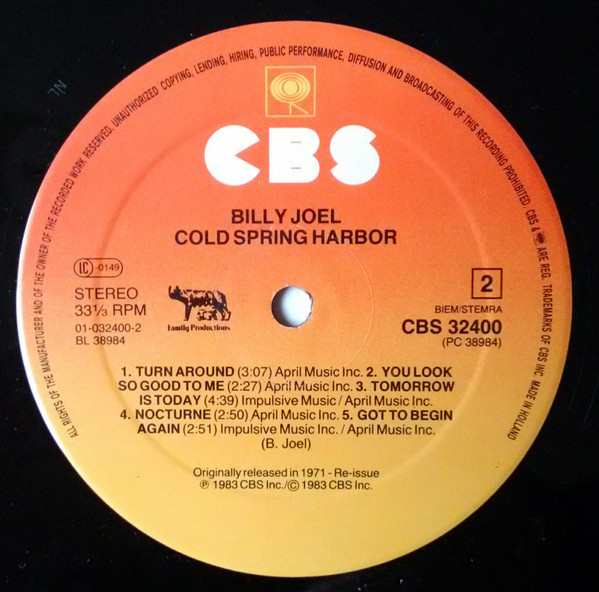 ALL RIGHTS OF THE MANUFACTURER AND OF THE OWNER OF THE RECORDED WORK RESERVED. UNAUTHORIZED COPYING, LENDING, HIRING, PUBLIC PERFORMANCE, DIFFUSION AND BROADCASTING OF THIS RECORDING PROHIBITED. CBS & ARE REG. TRADEMARKS OF CBS INC. MADE IN HOLLAND
CBS
BILLY JOEL
COLD SPRING HARBOR
LC 0149
STEREO
33⅓ RPM
01-032400-2
BL 38984
Family Productions
2
BIEM/STEMRA
CBS 32400
(PC 38984)
1. TURN AROUND (3:07) April Music Inc. 2. YOU LOOK
SO GOOD TO ME (2:27) April Music Inc. 3. TOMORROW
IS TODAY (4:39) Impulsive Music / April Music Inc.
4. NOCTURNE (2:50) April Music Inc. 5. GOT TO BEGIN
AGAIN (2:51) Impulsive Music Inc. / April Music Inc.
(B. Joel)
Originally released in 1971 - Re-issue
℗ 1983 CBS Inc./© 1983 CBS Inc.